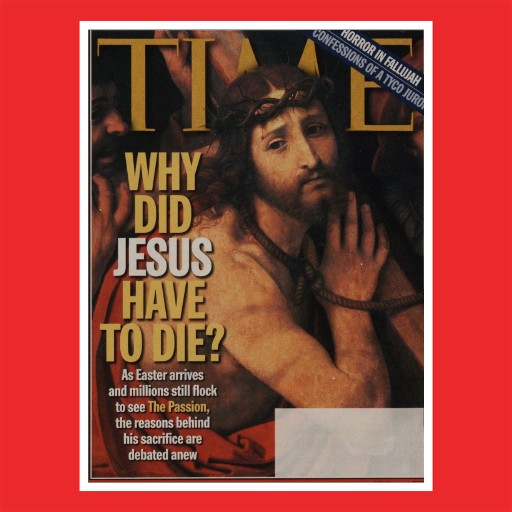 TIME
HORROR IN FALLUJAH
CONFESSIONS OF A TYCO JUROR
WHY
DID
JESUS
HAVE
TO DIE?
As Easter arrives
and millions still flock
to see The Passion,
the reasons behind
his sacrifice are
debated anew